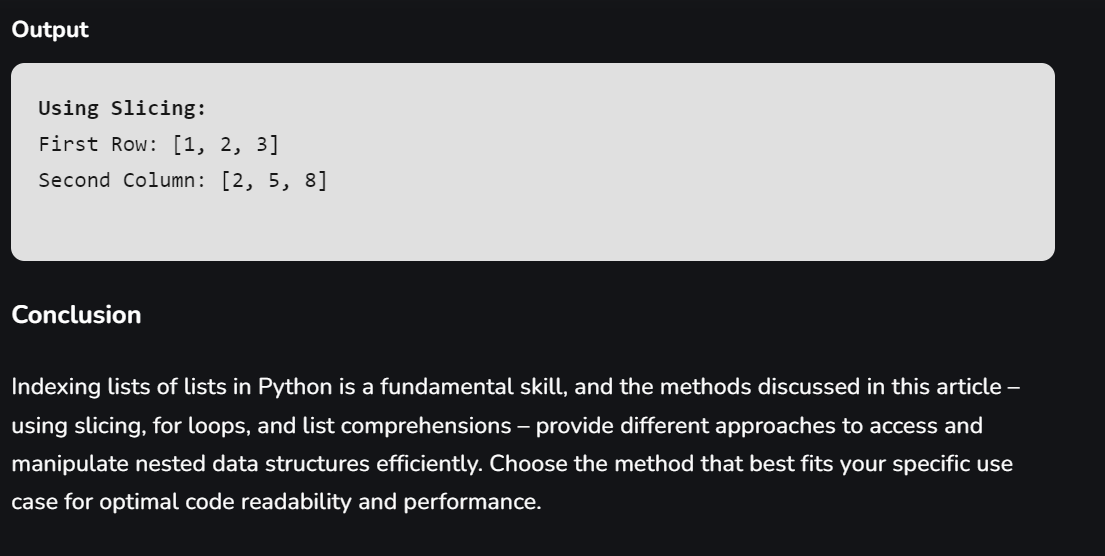 Output
Using Slicing:
First Row: [1, 2, 3]
Second Column: [2, 5, 8]
Conclusion
Indexing lists of lists in Python is a fundamental skill, and the methods discussed in this article –
using slicing, for loops, and list comprehensions – provide different approaches to access and
manipulate nested data structures efficiently. Choose the method that best fits your specific use
case for optimal code readability and performance.